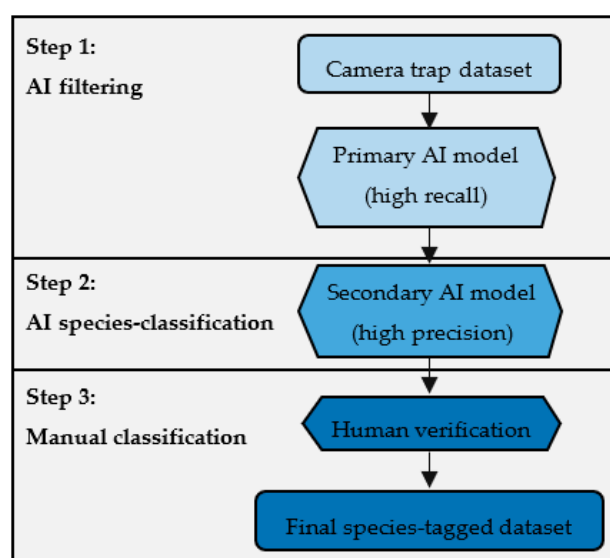 Step 1:
AI filtering
Camera trap dataset
Primary AI model
(high recall)
Step 2:
AI species-classification
Secondary AI model
(high precision)
Step 3:
Manual classification
Human verification
Final species-tagged dataset